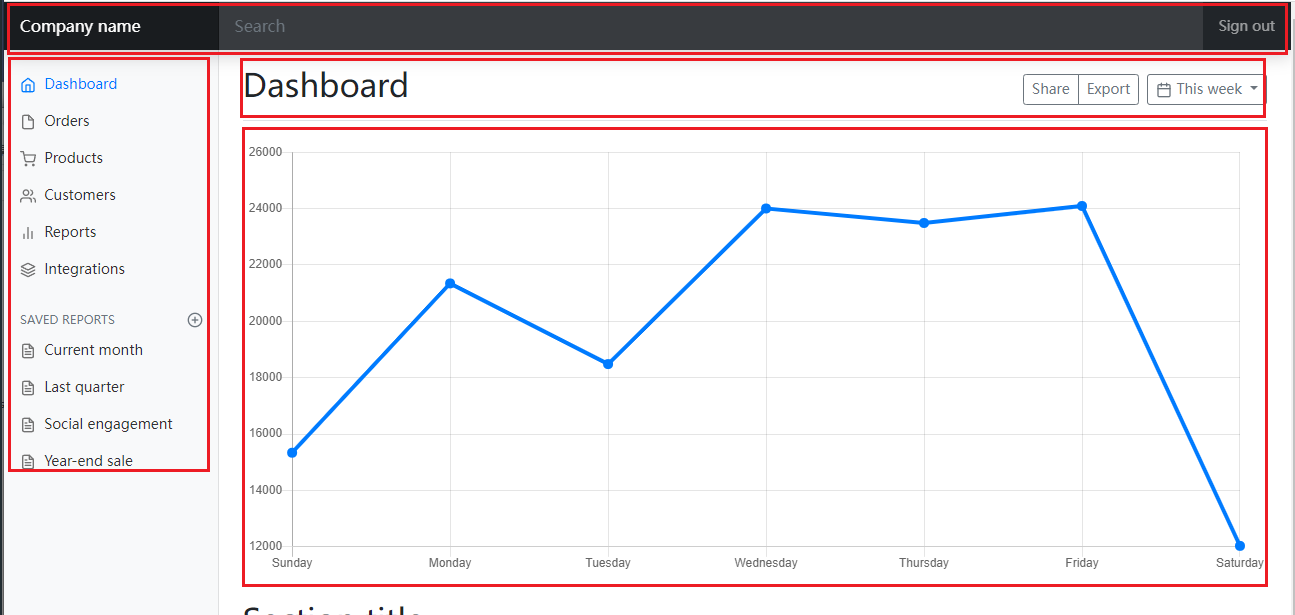 Company name Search Sign out
Dashboard
Orders
Products
Customers
Reports
Integrations
SAVED REPORTS
Current month
Last quarter
Social engagement
Year-end sale
Dashboard Share Export This week
26000
24000
22000
20000
18000
16000
14000
12000
Sunday Monday Tuesday Wednesday Thursday Friday Saturday
Section title